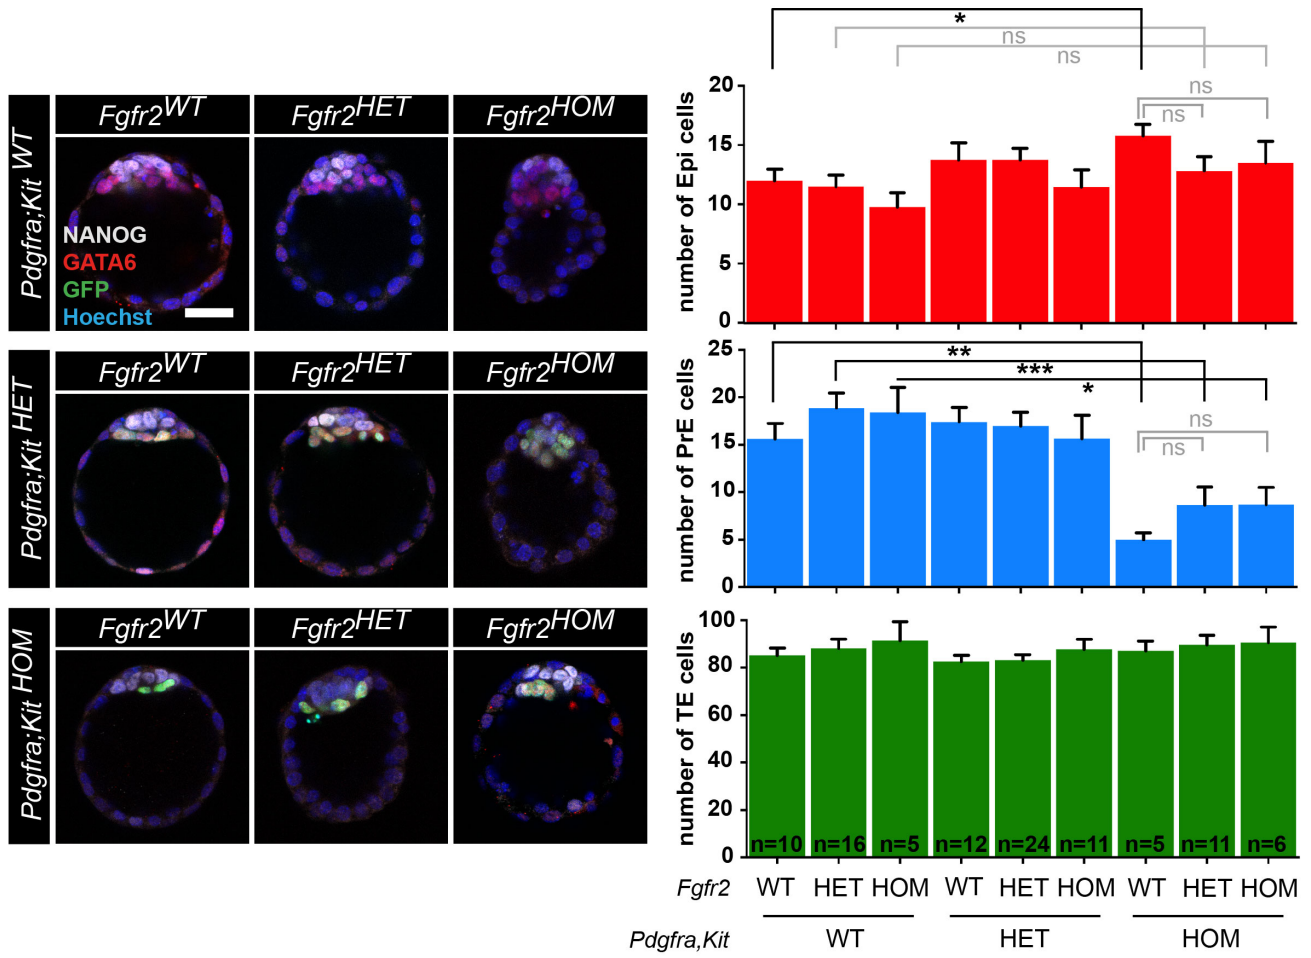 Pdgfra;Kit WT
Fgfr2WT
Fgfr2HET
Fgfr2HOM
NANOG
GATA6
GFP
Hoechst
Pdgfra;Kit HET
Fgfr2WT
Fgfr2HET
Fgfr2HOM
Pdgfra;Kit HOM
Fgfr2WT
Fgfr2HET
Fgfr2HOM
*
ns
ns
ns
ns
number of Epi cells
20
15
10
5
0
**
***
*
ns
ns
number of PrE cells
25
20
15
10
5
0
number of TE cells
100
80
60
40
20
0
n=10 n=16 n=5 n=12 n=24 n=11 n=5 n=11 n=6
Fgfr2 WT HET HOM WT HET HOM WT HET HOM
Pdgfra,Kit WT HET HOM